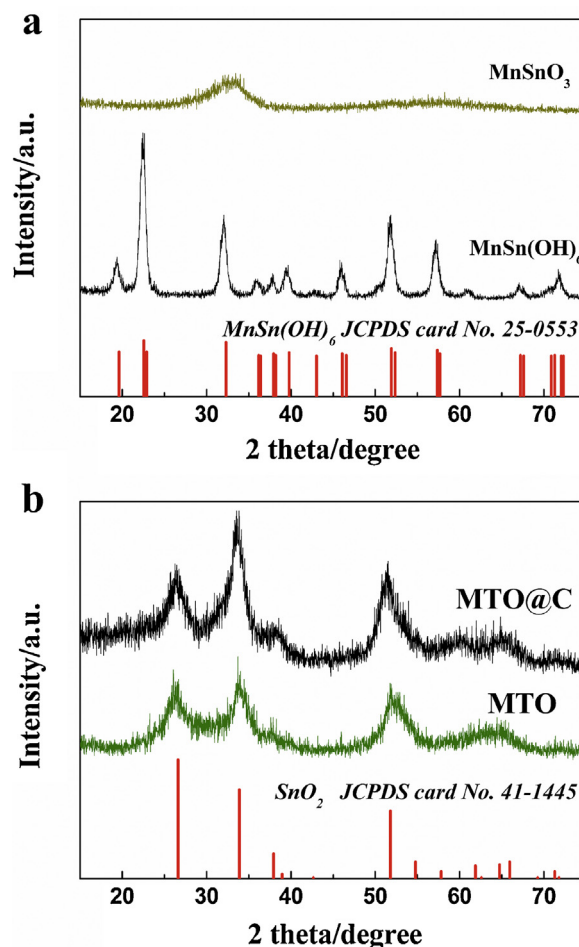 a
MnSnO3
MnSn(OH)6
MnSn(OH)6 JCPDS card No. 25-0553
Intensity/a.u.
20 30 40 50 60 70
2 theta/degree
b
MTO@C
MTO
SnO2 JCPDS card No. 41-1445
Intensity/a.u.
20 30 40 50 60 70
2 theta/degree